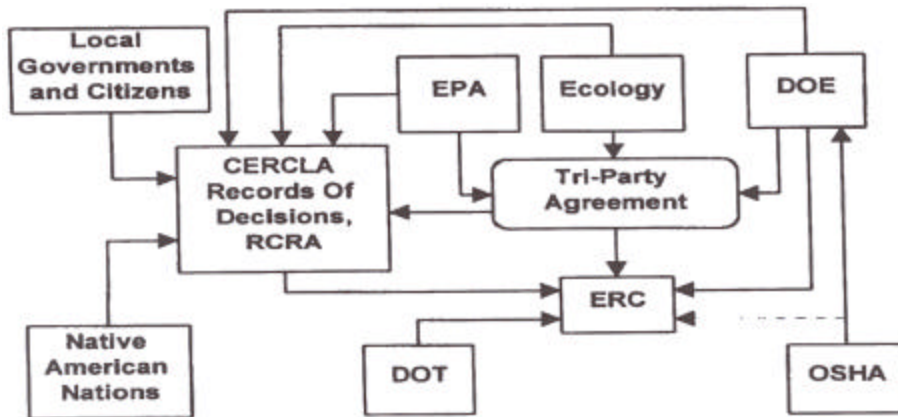 Local
Governments
and Citizens
EPA
Ecology
DOE
CERCLA
Records Of
Decisions,
RCRA
Tri-Party
Agreement
ERC
Native
American
Nations
DOT
OSHA